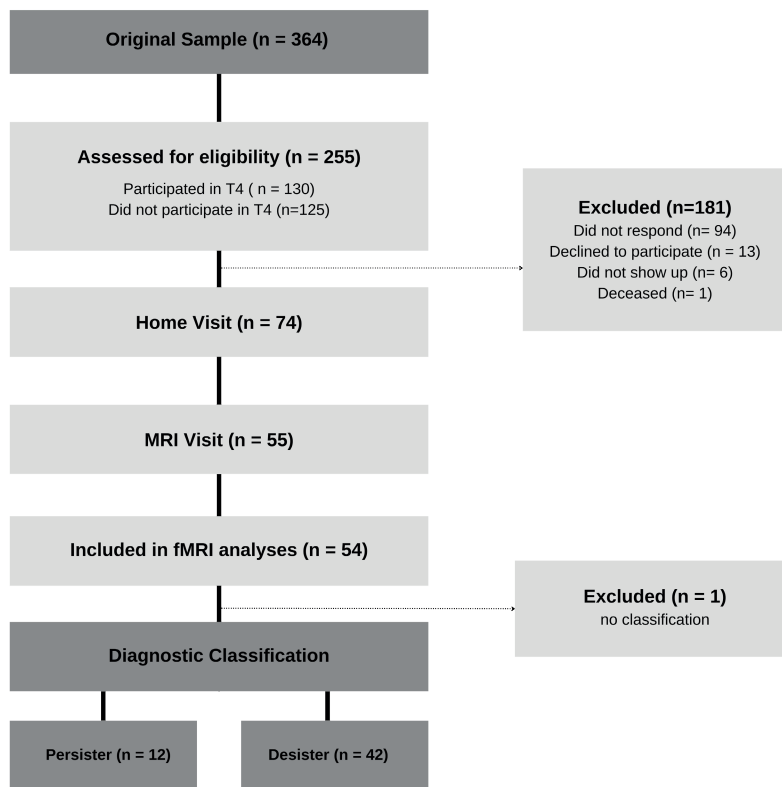 Original Sample (n = 364)
Assessed for eligibility (n = 255)
Participated in T4 ( n = 130)
Did not participate in T4 (n=125)
Excluded (n=181)
Did not respond (n= 94)
Declined to participate (n = 13)
Did not show up (n= 6)
Deceased (n= 1)
Home Visit (n = 74)
MRI Visit (n = 55)
Included in fMRI analyses (n = 54)
Excluded (n = 1)
no classification
Diagnostic Classification
Persister (n = 12)
Desister (n = 42)